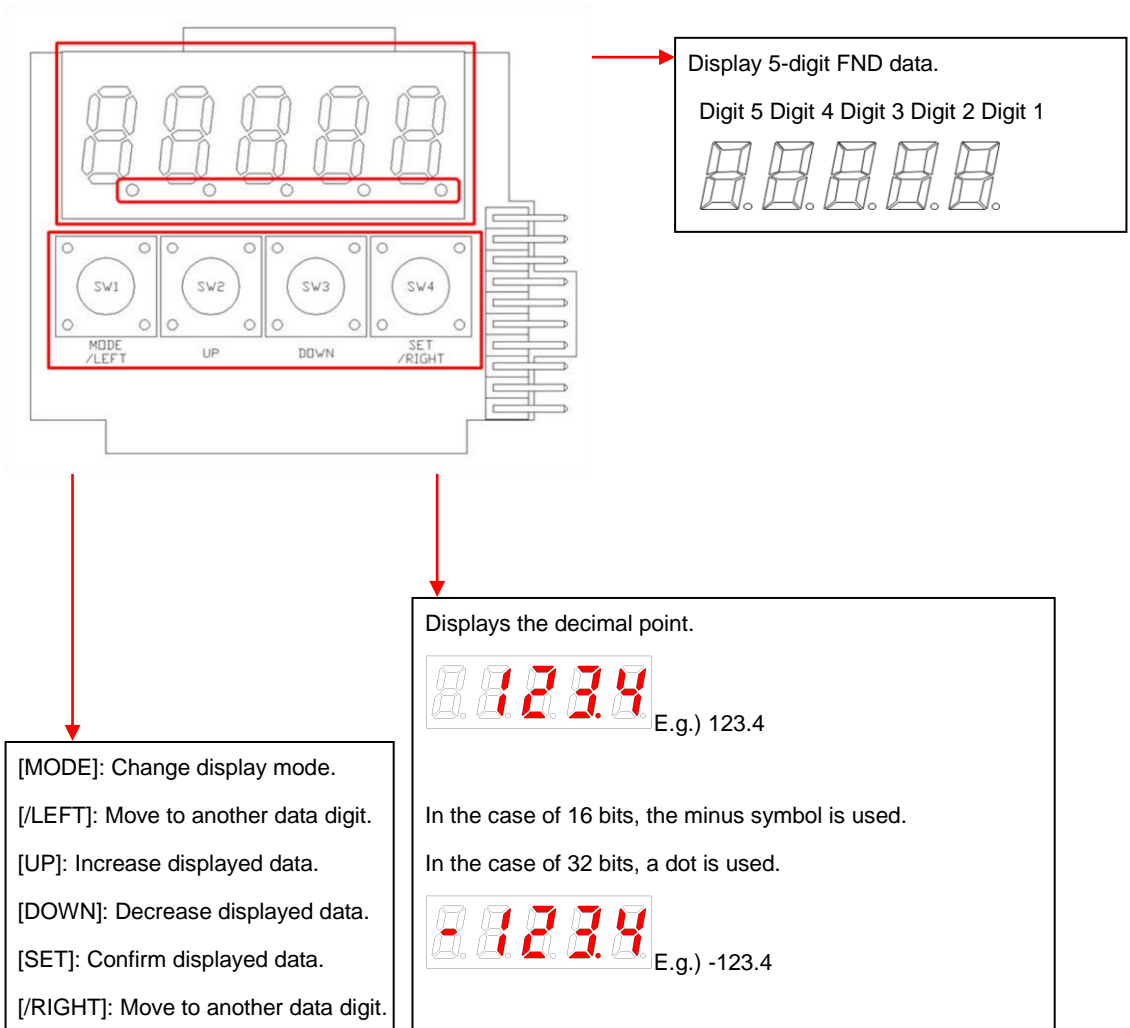 Display 5-digit FND data.
Digit 5 Digit 4 Digit 3 Digit 2 Digit 1
SW1
SW2
SW3
SW4
MODE
/LEFT
UP
DOWN
SET
/RIGHT
Displays the decimal point.
123.4
E.g.) 123.4
In the case of 16 bits, the minus symbol is used.
In the case of 32 bits, a dot is used.
-123.4
E.g.) -123.4
[MODE]: Change display mode.
[/LEFT]: Move to another data digit.
[UP]: Increase displayed data.
[DOWN]: Decrease displayed data.
[SET]: Confirm displayed data.
[/RIGHT]: Move to another data digit.